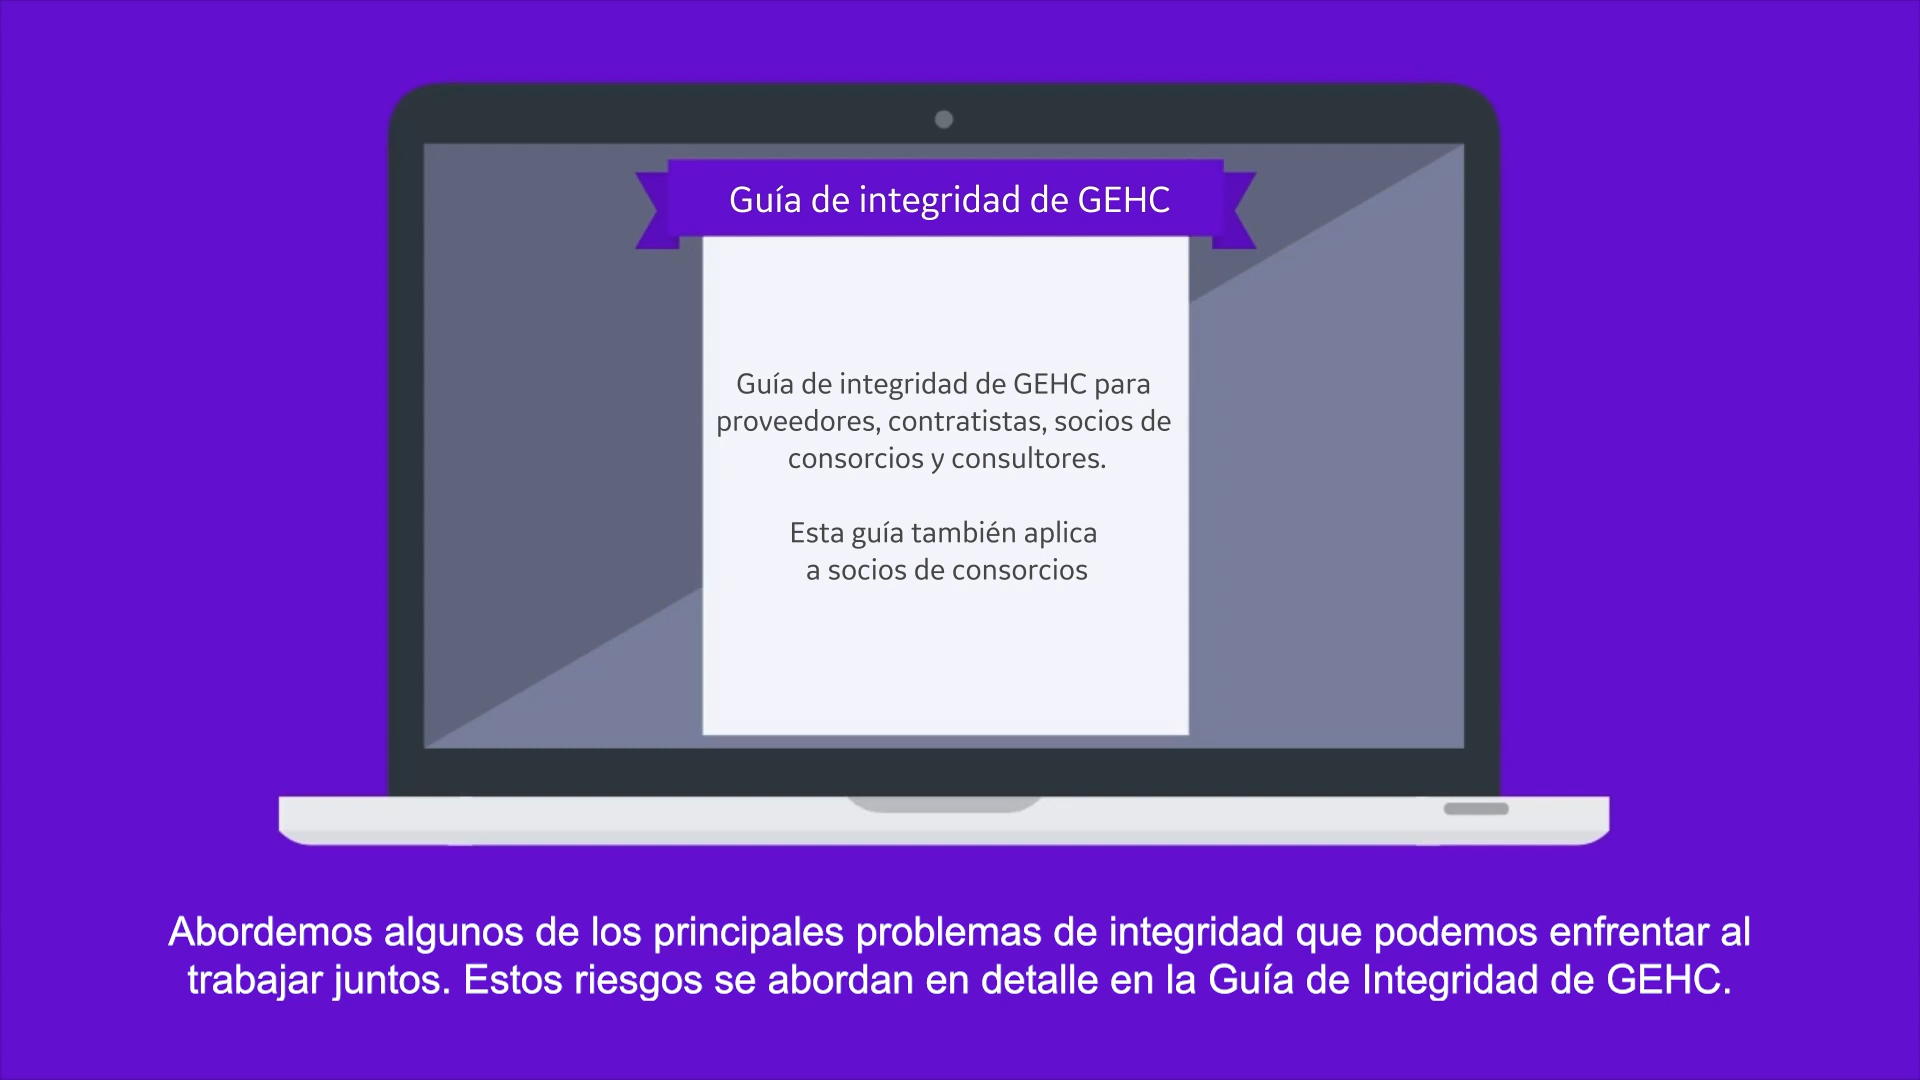 Guía de integridad de GEHC
Guía de integridad de GEHC para
proveedores, contratistas, socios de
consorcios y consultores.
Esta guía también aplica
a socios de consorcios
Abordemos algunos de los principales problemas de integridad que podemos enfrentar al
trabajar juntos. Estos riesgos se abordan en detalle en la Guía de Integridad de GEHC.